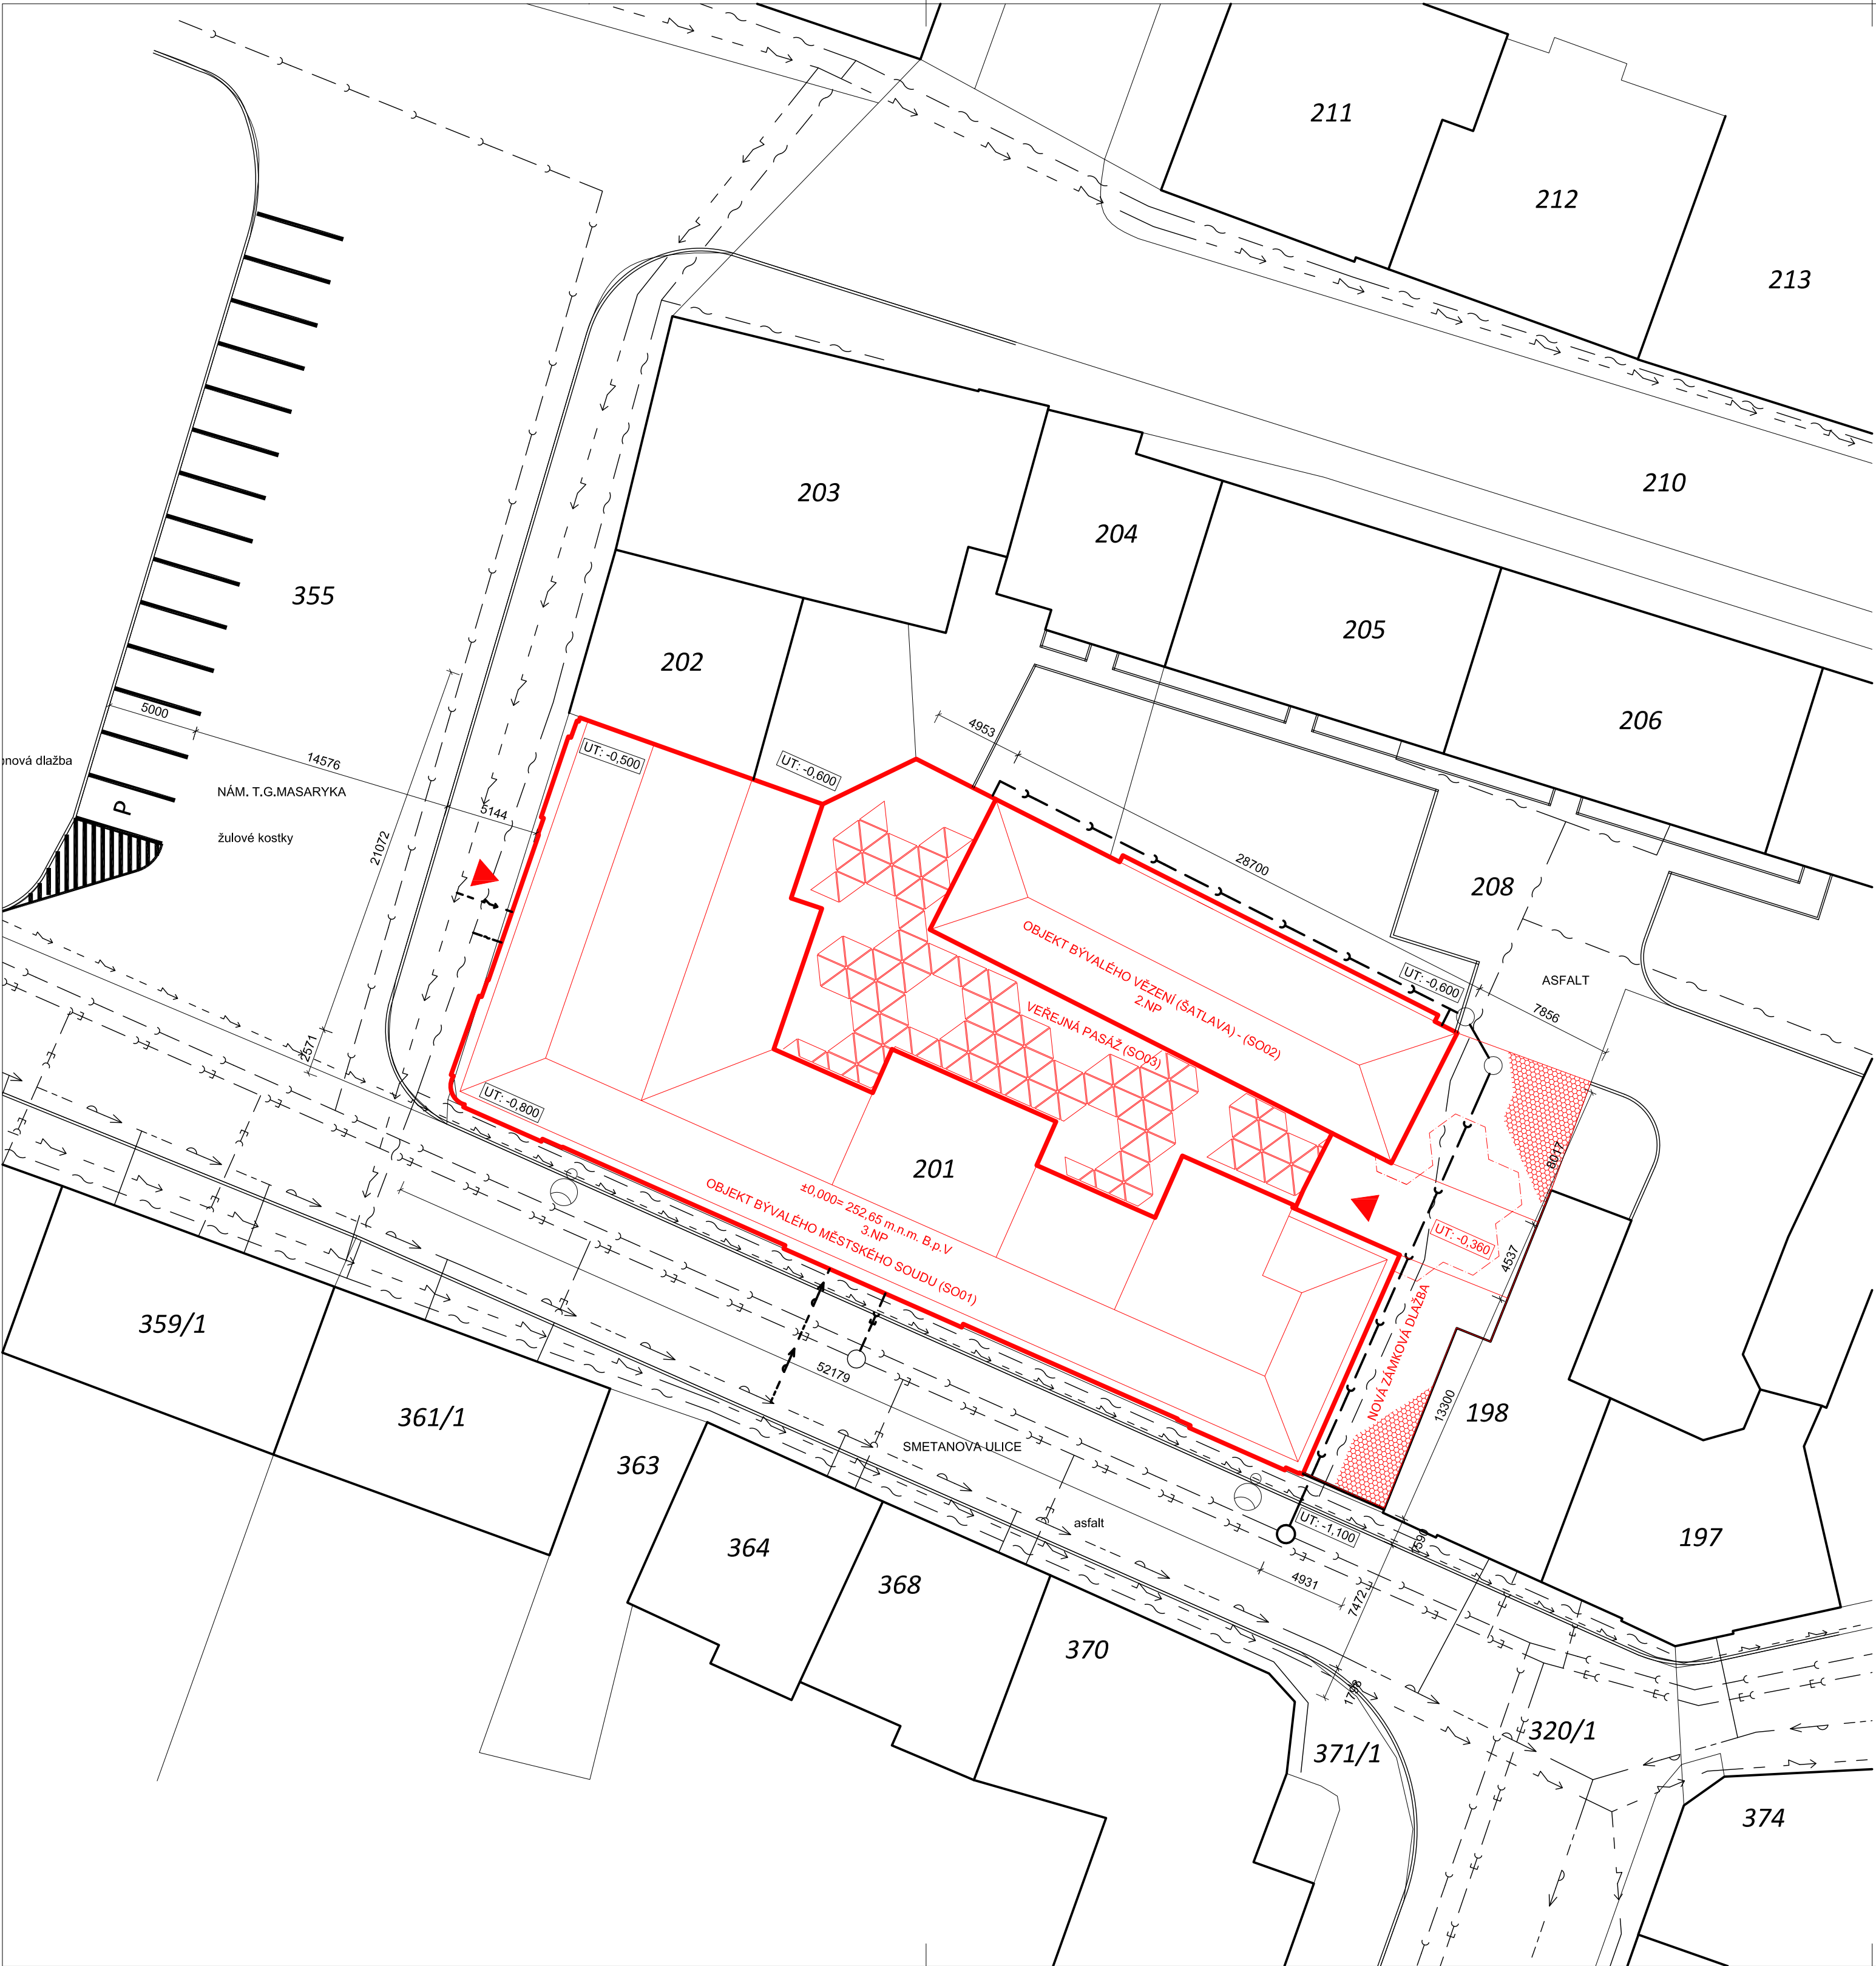 211
212
213
203
210
204
355
205
202
206
5000
4953
UT: -0,500
14576
UT: -0,600
nová dlažba
NÁM. T.G.MASARYKA
P
5144
žulové kostky
21072
28700
208
OBJEKT BÝVALÉHO VĚZENÍ (ŠATLAVA) - (SO02)
2.NP
UT: -0,600
ASFALT
VEŘEJNÁ PASÁŽ (SO03)
7856
2571
UT: -0,800
201
8017
±0,000= 252,65 m.n.m. B.p.V
3.NP
OBJEKT BÝVALÉHO MĚSTSKÉHO SOUDU (SO01)
UT: -0,360
4537
359/1
NOVÁ ZÁMKOVÁ DLAŽBA
52179
361/1
13300
198
SMETANOVA ULICE
363
asfalt
UT: -1,100
197
364
368
4931
7472
370
1798
320/1
371/1
374